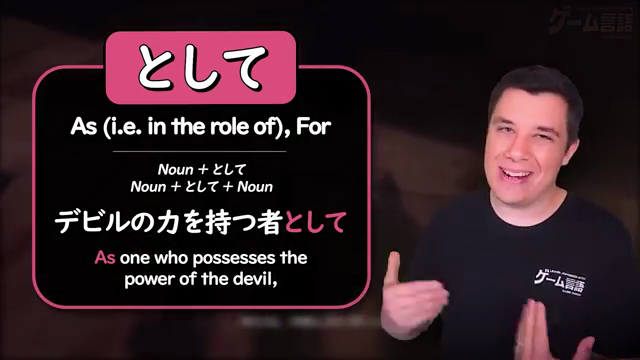 として
As (i.e. in the role of), For
Noun + として
Noun + として + Noun
デビルの力を持つ者として
As one who possesses the
power of the devil,
ゲーム言語
ゲーム言語